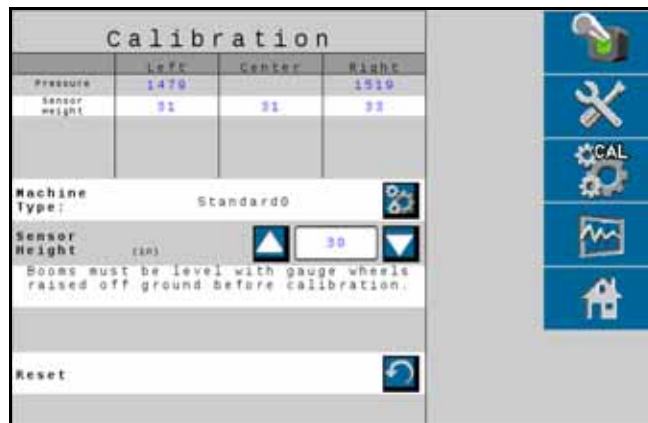 Calibration
Left Center Right
Pressure 1479 1519
Sensor Height 31 31 33
Machine Type: Standard0
Sensor Height (in) 30
Booms must be level with gauge wheels
raised off ground before calibration.
Reset
CAL